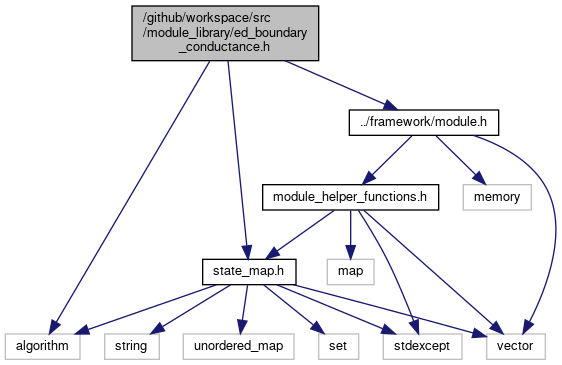 /github/workspace/src
/module_library/ed_boundary
_conductance.h
../framework/module.h
module_helper_functions.h
memory
state_map.h
map
algorithm
string
unordered_map
set
stdexcept
vector